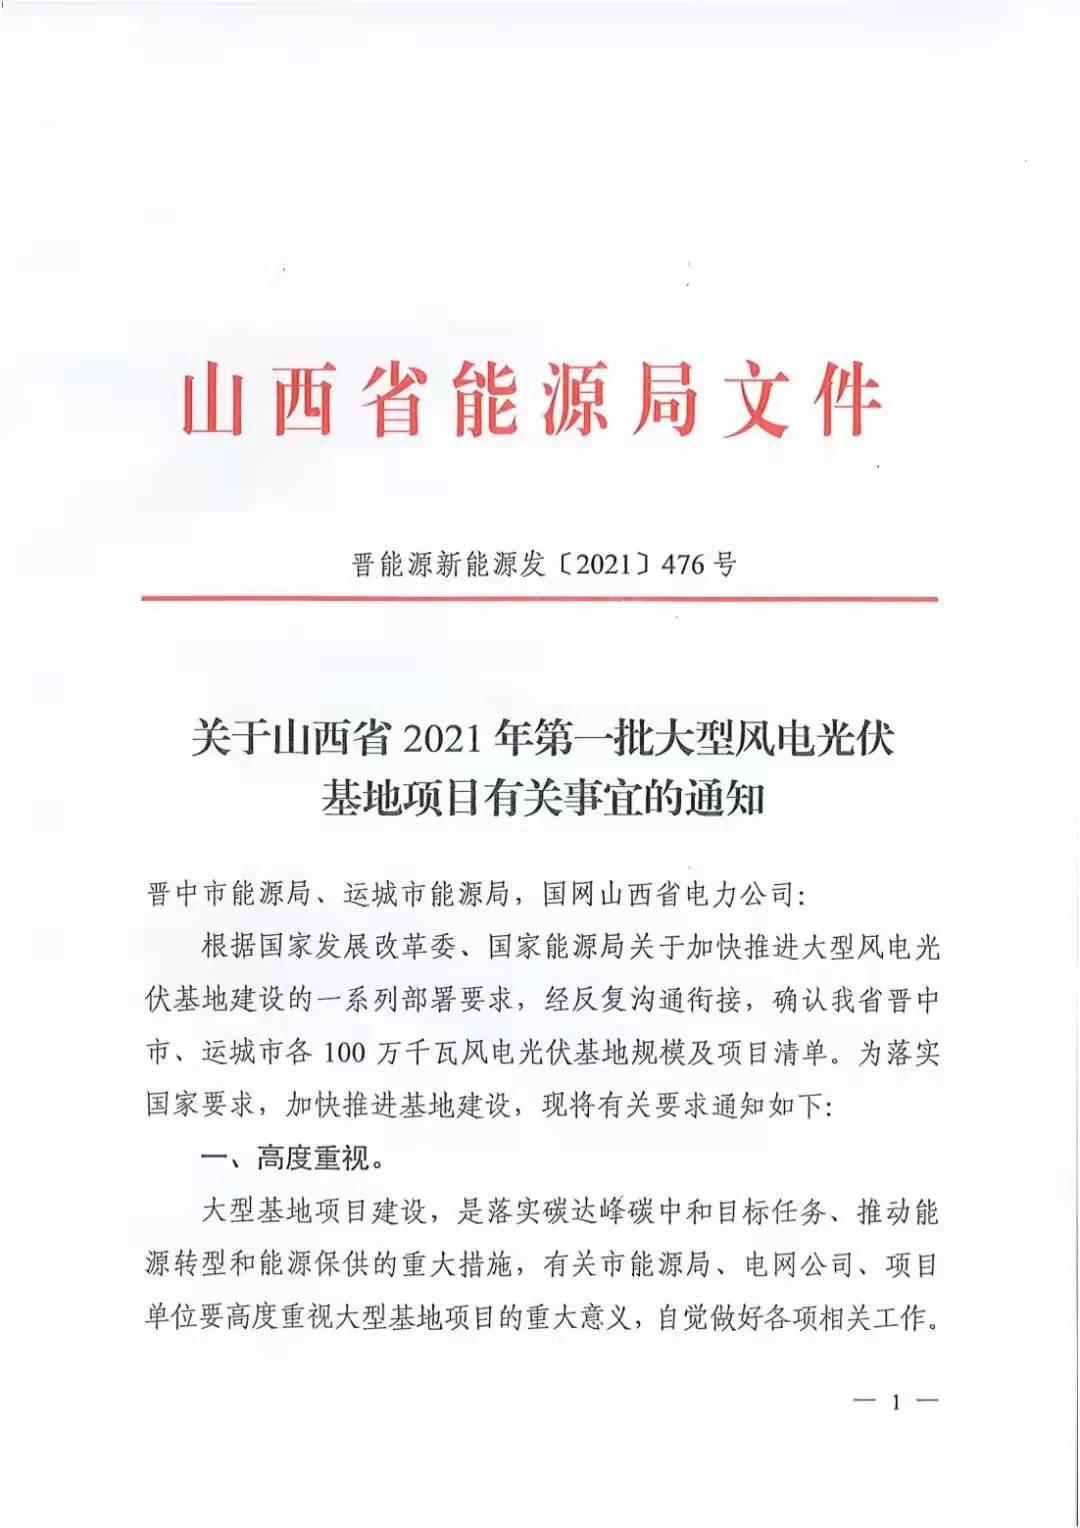 山西省能源局文件
晋能源新能源发〔2021〕476号
关于山西省2021年第一批大型风电光伏
基地项目有关事宜的通知
晋中市能源局、运城市能源局，国网山西省电力公司：
根据国家发展改革委、国家能源局关于加快推进大型风电光
伏基地建设的一系列部署要求，经反复沟通衔接，确认我省晋中
市、运城市各100万千瓦风电光伏基地规模及项目清单。为落实
国家要求，加快推进基地建设，现将有关要求通知如下：
一、高度重视。
大型基地项目建设，是落实碳达峰碳中和目标任务、推动能
源转型和能源保供的重大措施，有关市能源局、电网公司、项目
单位要高度重视大型基地项目的重大意义，自觉做好各项相关工作。
— 1 —